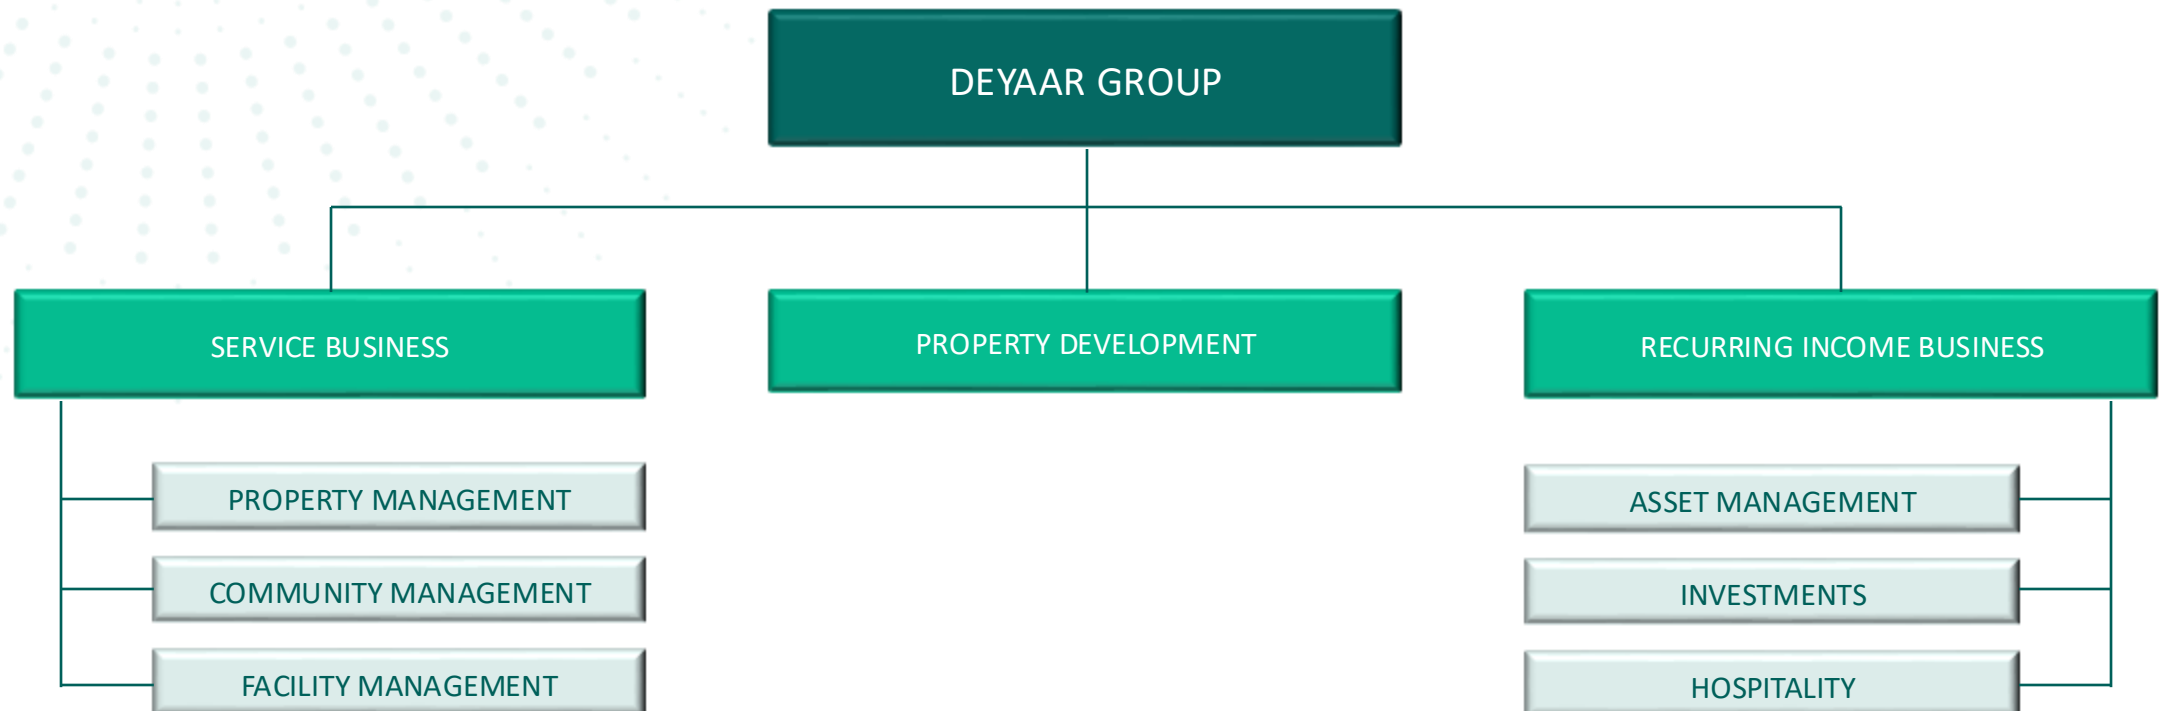 DEYAAR GROUP
SERVICE BUSINESS
PROPERTY DEVELOPMENT
RECURRING INCOME BUSINESS
PROPERTY MANAGEMENT
COMMUNITY MANAGEMENT
FACILITY MANAGEMENT
ASSET MANAGEMENT
INVESTMENTS
HOSPITALITY